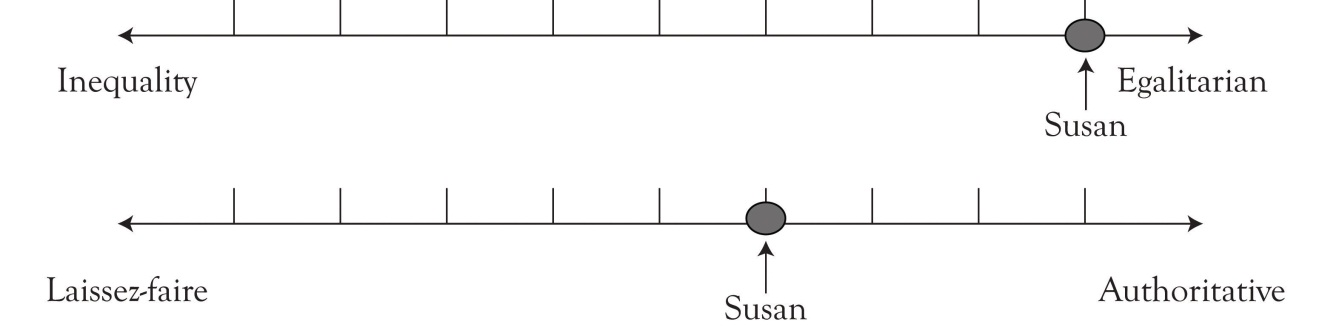 Inequality
Egalitarian
Susan
Laissez-faire
Authoritative
Susan